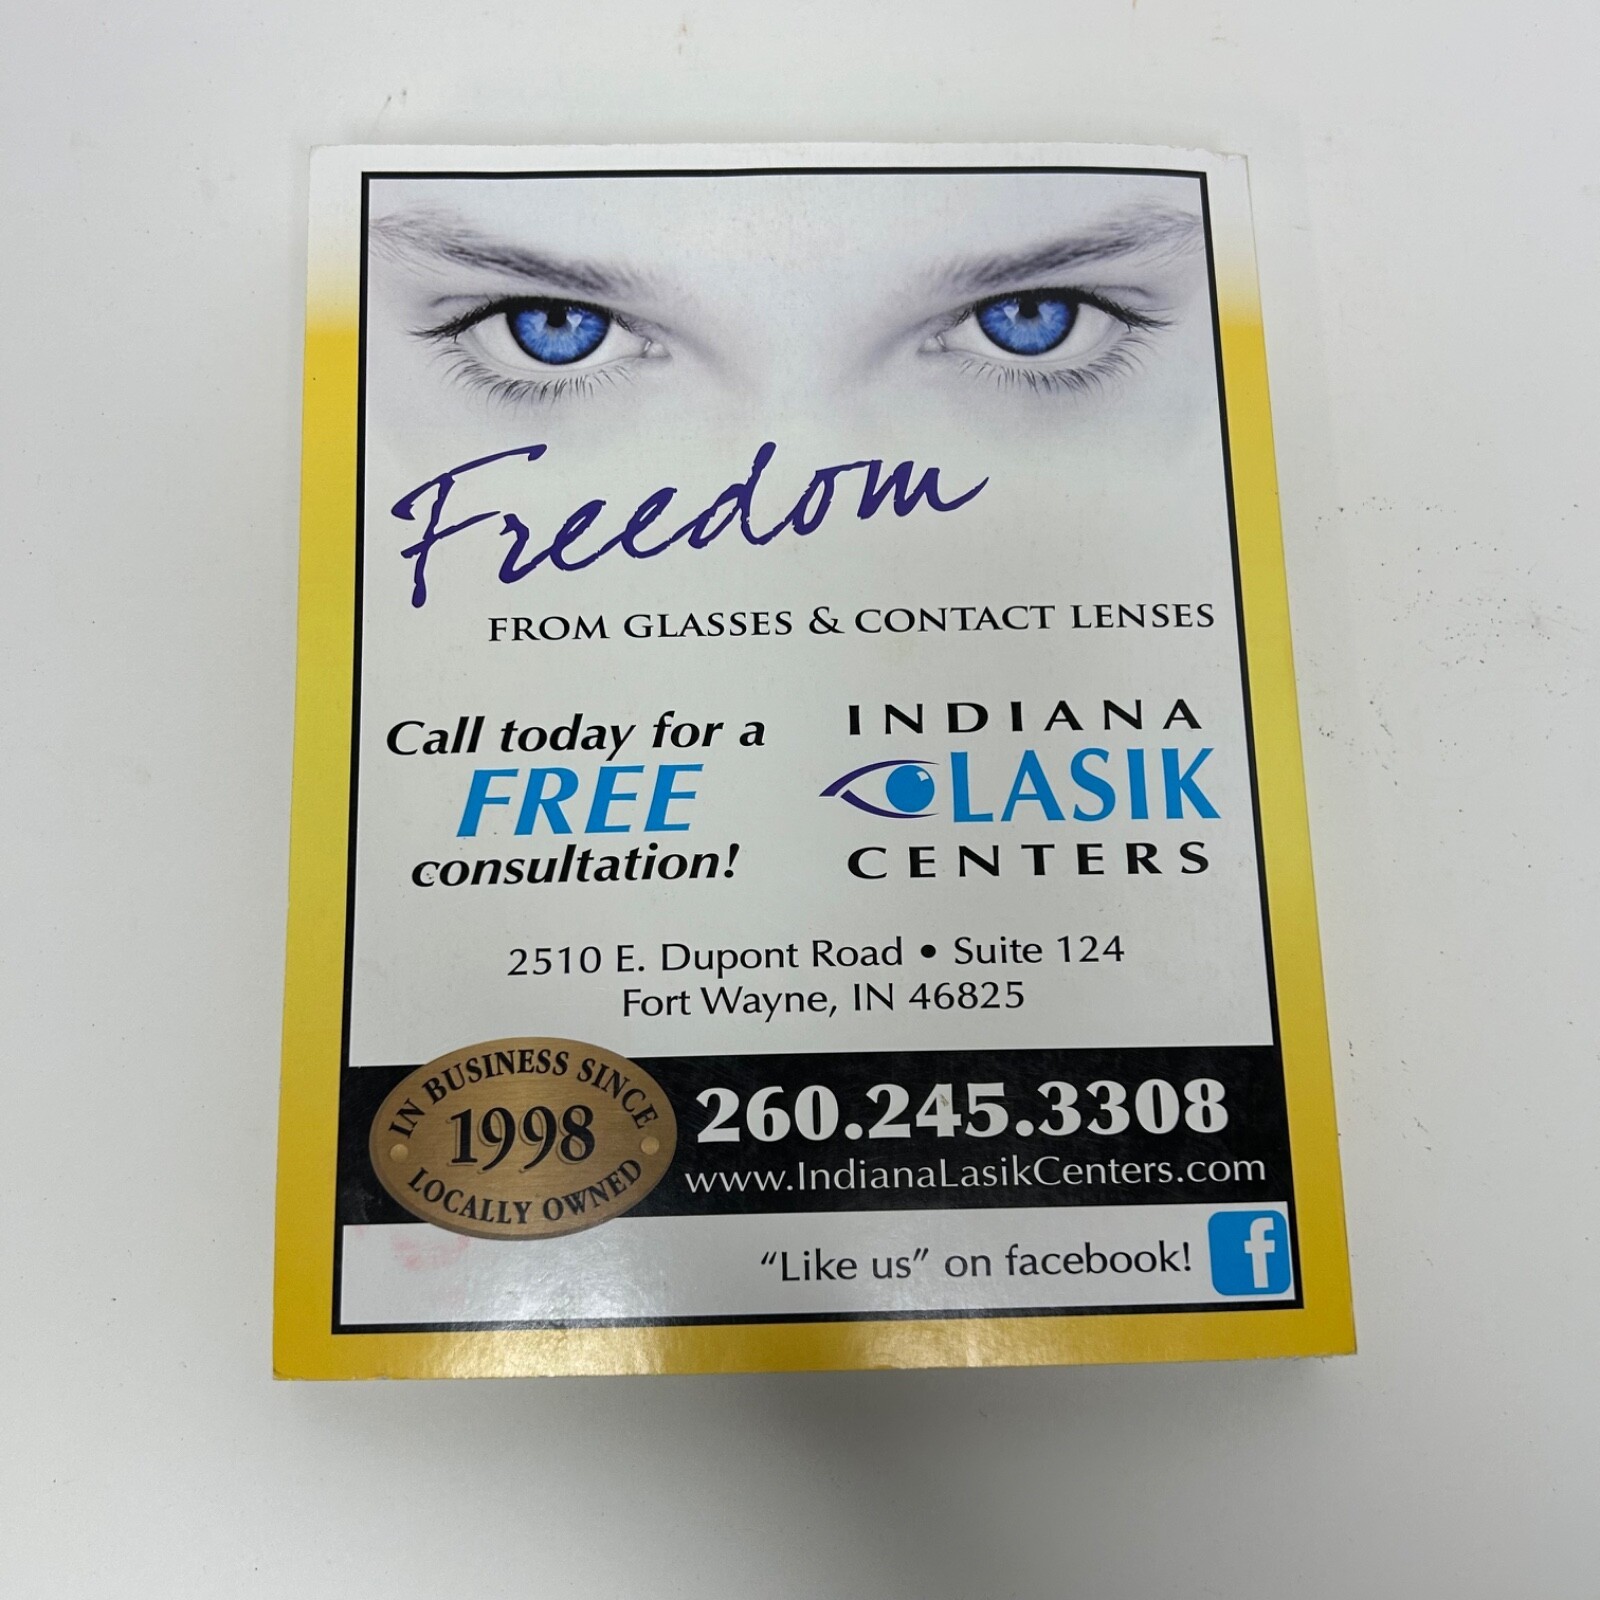 Freedom
FROM GLASSES & CONTACT LENSES
Call today for a
FREE
consultation!
INDIANA
LASIK
CENTERS
2510 E. Dupont Road • Suite 124
Fort Wayne, IN 46825
IN BUSINESS SINCE
1998
LOCALLY OWNED
260.245.3308
www.IndianaLasikCenters.com
"Like us" on facebook!
f